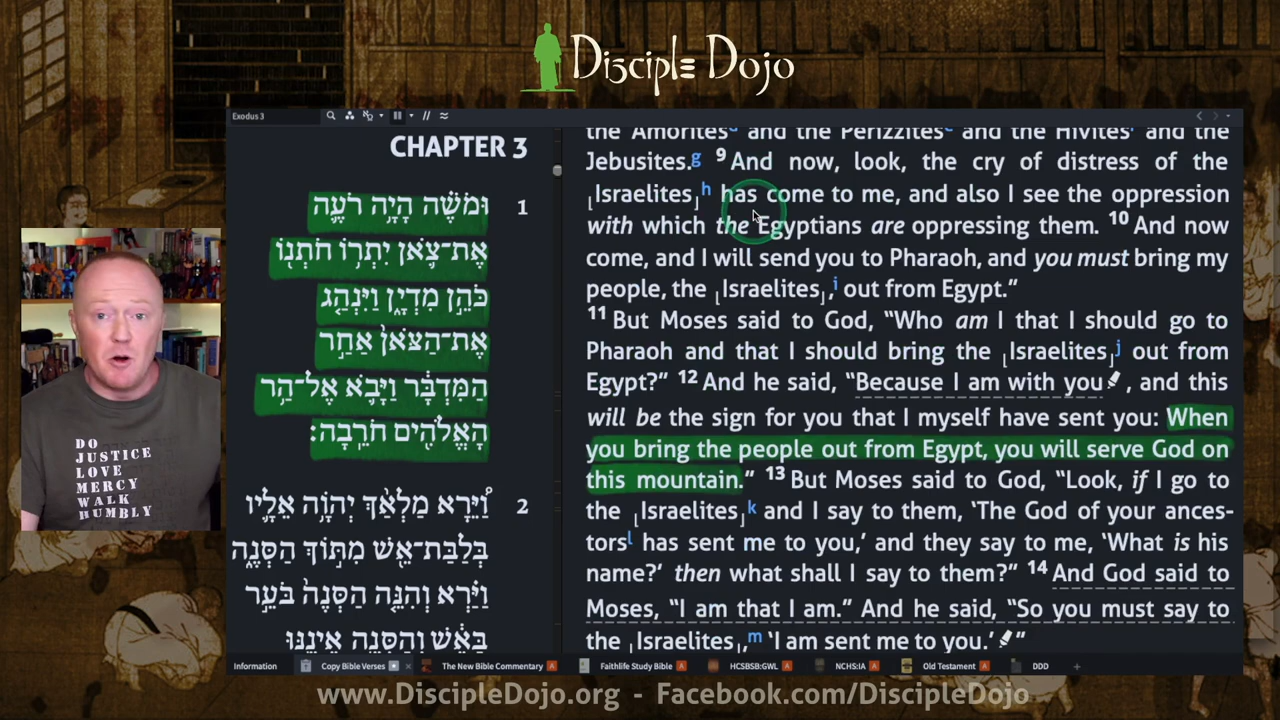 Disciple Dojo
Exodus 3
CHAPTER 3
1 וּמֹשֶׁ֗ה הָיָ֥ה רֹעֶ֛ה
אֶת־צֹ֛אן יִתְר֥וֹ חֹתְנ֖וֹ
כֹּהֵ֣ן מִדְיָ֑ן וַיִּנְהַ֤ג
אֶת־הַצֹּאן֙ אַחַ֣ר
הַמִּדְבָּ֔ר וַיָּבֹ֛א אֶל־הַ֥ר
הָאֱלֹהִ֖ים חֹרֵֽבָה׃
2 וַ֠יֵּרָא מַלְאַ֨ךְ יְהוָ֥ה אֵלָ֛יו
בְּלַבַּת־אֵ֖שׁ מִתּ֣וֹךְ הַסְּנֶ֑ה
וַיַּ֗רְא וְהִנֵּ֤ה הַסְּנֶה֙ בֹּעֵ֣ר
בָּאֵ֔שׁ וְהַסְּנֶ֖ה אֵינֶ֥נּוּ
the Amorites and the Perizzites and the Hivites and the
Jebusites.g 9 And now, look, the cry of distress of the
⌊Israelites⌋h has come to me, and also I see the oppression
with which the Egyptians are oppressing them. 10 And now
come, and I will send you to Pharaoh, and you must bring my
people, the ⌊Israelites⌋,i out from Egypt.”
11 But Moses said to God, “Who am I that I should go to
Pharaoh and that I should bring the ⌊Israelites⌋j out from
Egypt?” 12 And he said, “Because I am with you, and this
will be the sign for you that I myself have sent you: When
you bring the people out from Egypt, you will serve God on
this mountain.” 13 But Moses said to God, “Look, if I go to
the ⌊Israelites⌋k and I say to them, ‘The God of your ances-
torsl has sent me to you,’ and they say to me, ‘What is his
name?’ then what shall I say to them?” 14 And God said to
Moses, “I am that I am.” And he said, “So you must say to
the ⌊Israelites⌋,m ‘I am sent me to you.’”
DO
JUSTICE
LOVE
MERCY
WALK
HUMBLY
Information Copy Bible Verses The New Bible Commentary A Faithlife Study Bible A HCSBSB:GWL A NCHS:IA A Old Testament A DDD +
www.DiscipleDojo.org - Facebook.com/DiscipleDojo